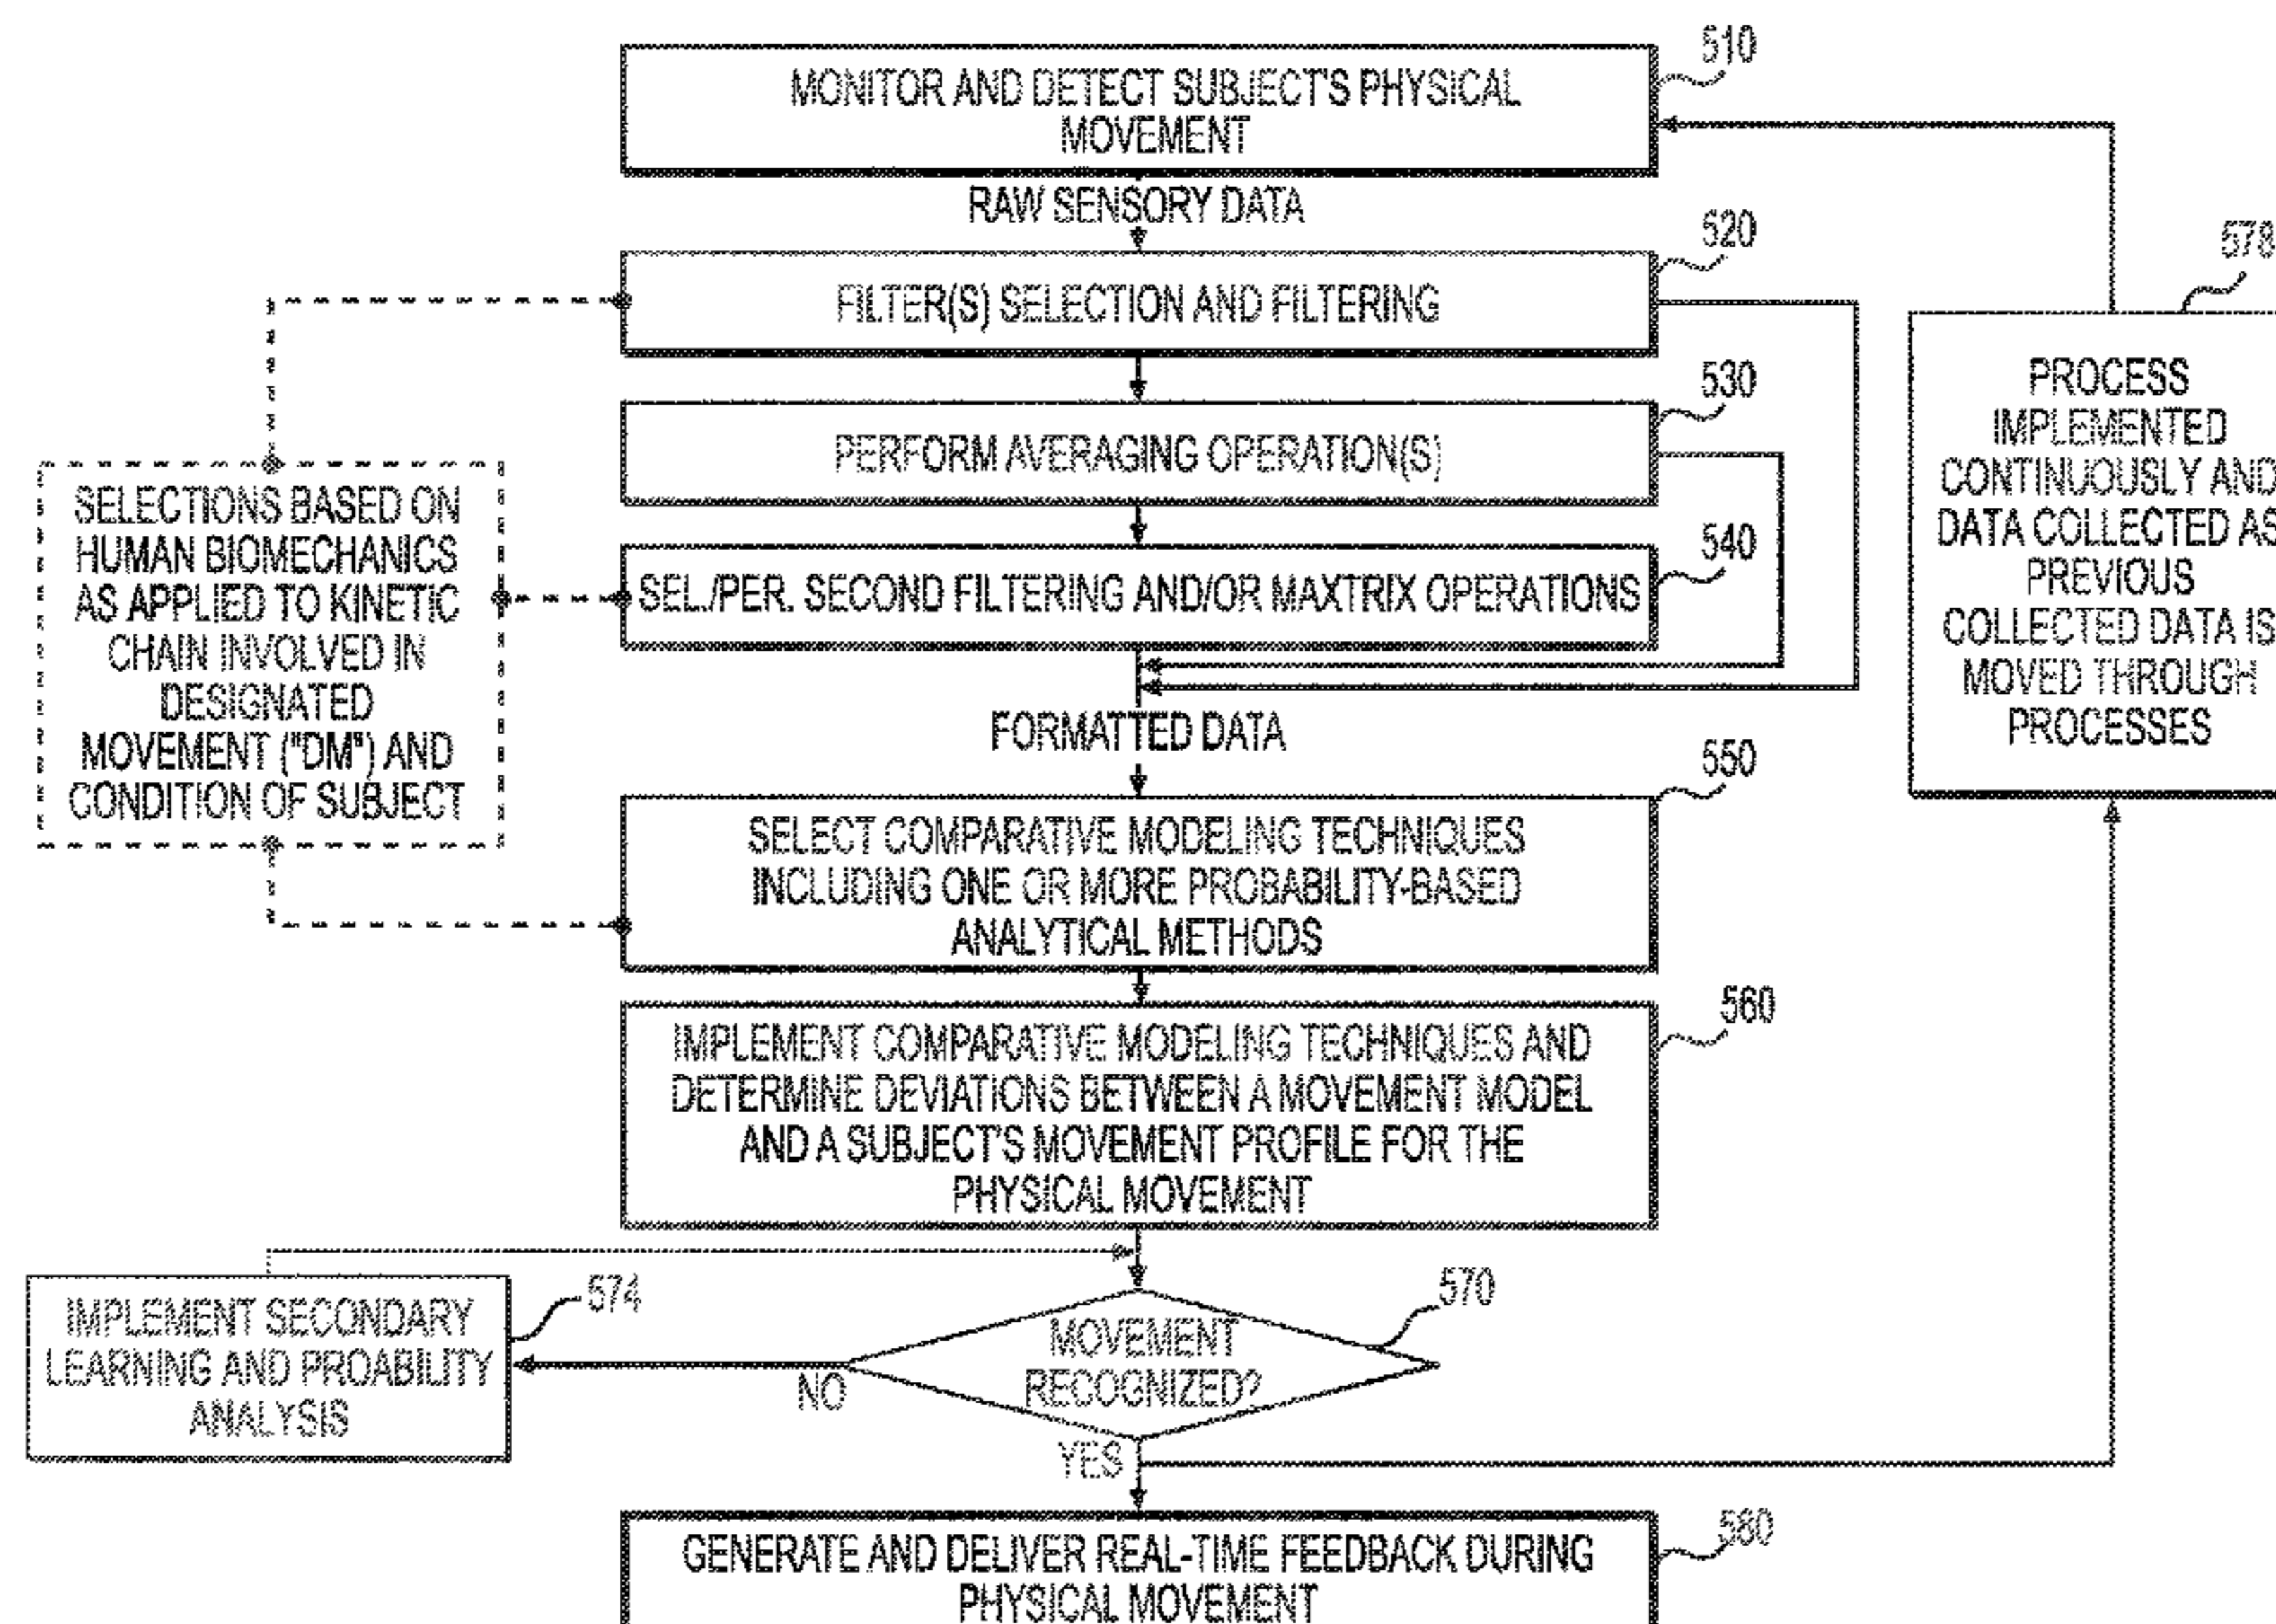 510
MONITOR AND DETECT SUBJECT'S PHYSICAL
MOVEMENT
RAW SENSORY DATA
520
FILTER(S) SELECTION AND FILTERING
530
PERFORM AVERAGING OPERATION(S)
540
SEL./PER. SECOND FILTERING AND/OR MAXTRIX OPERATIONS
SELECTIONS BASED ON
HUMAN BIOMECHANICS
AS APPLIED TO KINETIC
CHAIN INVOLVED IN
DESIGNATED
MOVEMENT ("DM") AND
CONDITION OF SUBJECT
578
PROCESS
IMPLEMENTED
CONTINUOUSLY AND
DATA COLLECTED AS
PREVIOUS
COLLECTED DATA IS
MOVED THROUGH
PROCESSES
FORMATTED DATA
550
SELECT COMPARATIVE MODELING TECHNIQUES
INCLUDING ONE OR MORE PROBABILITY-BASED
ANALYTICAL METHODS
560
IMPLEMENT COMPARATIVE MODELING TECHNIQUES AND
DETERMINE DEVIATIONS BETWEEN A MOVEMENT MODEL
AND A SUBJECT'S MOVEMENT PROFILE FOR THE
PHYSICAL MOVEMENT
574
IMPLEMENT SECONDARY
LEARNING AND PROABILITY
ANALYSIS
570
MOVEMENT
RECOGNIZED?
NO
YES
580
GENERATE AND DELIVER REAL-TIME FEEDBACK DURING
PHYSICAL MOVEMENT